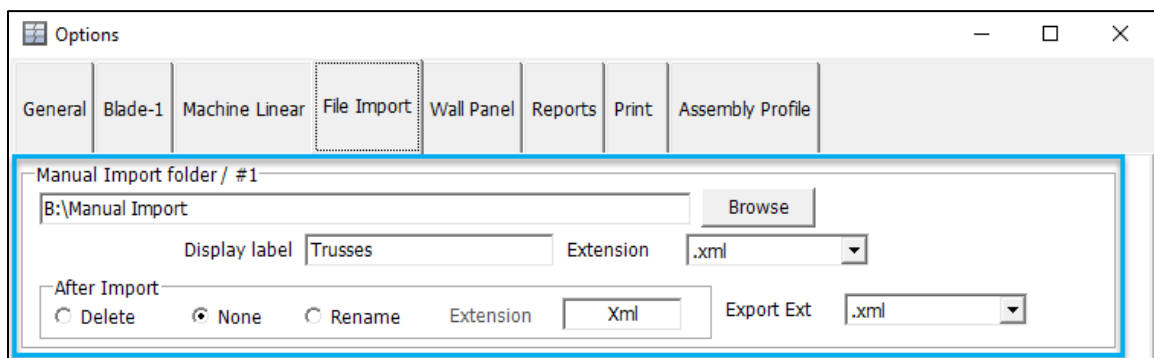 Options
General Blade-1 Machine Linear File Import Wall Panel Reports Print Assembly Profile
Manual Import folder / #1
B:\Manual Import Browse
Display label Trusses Extension .xml
After Import
Delete None Rename Extension Xml Export Ext .xml